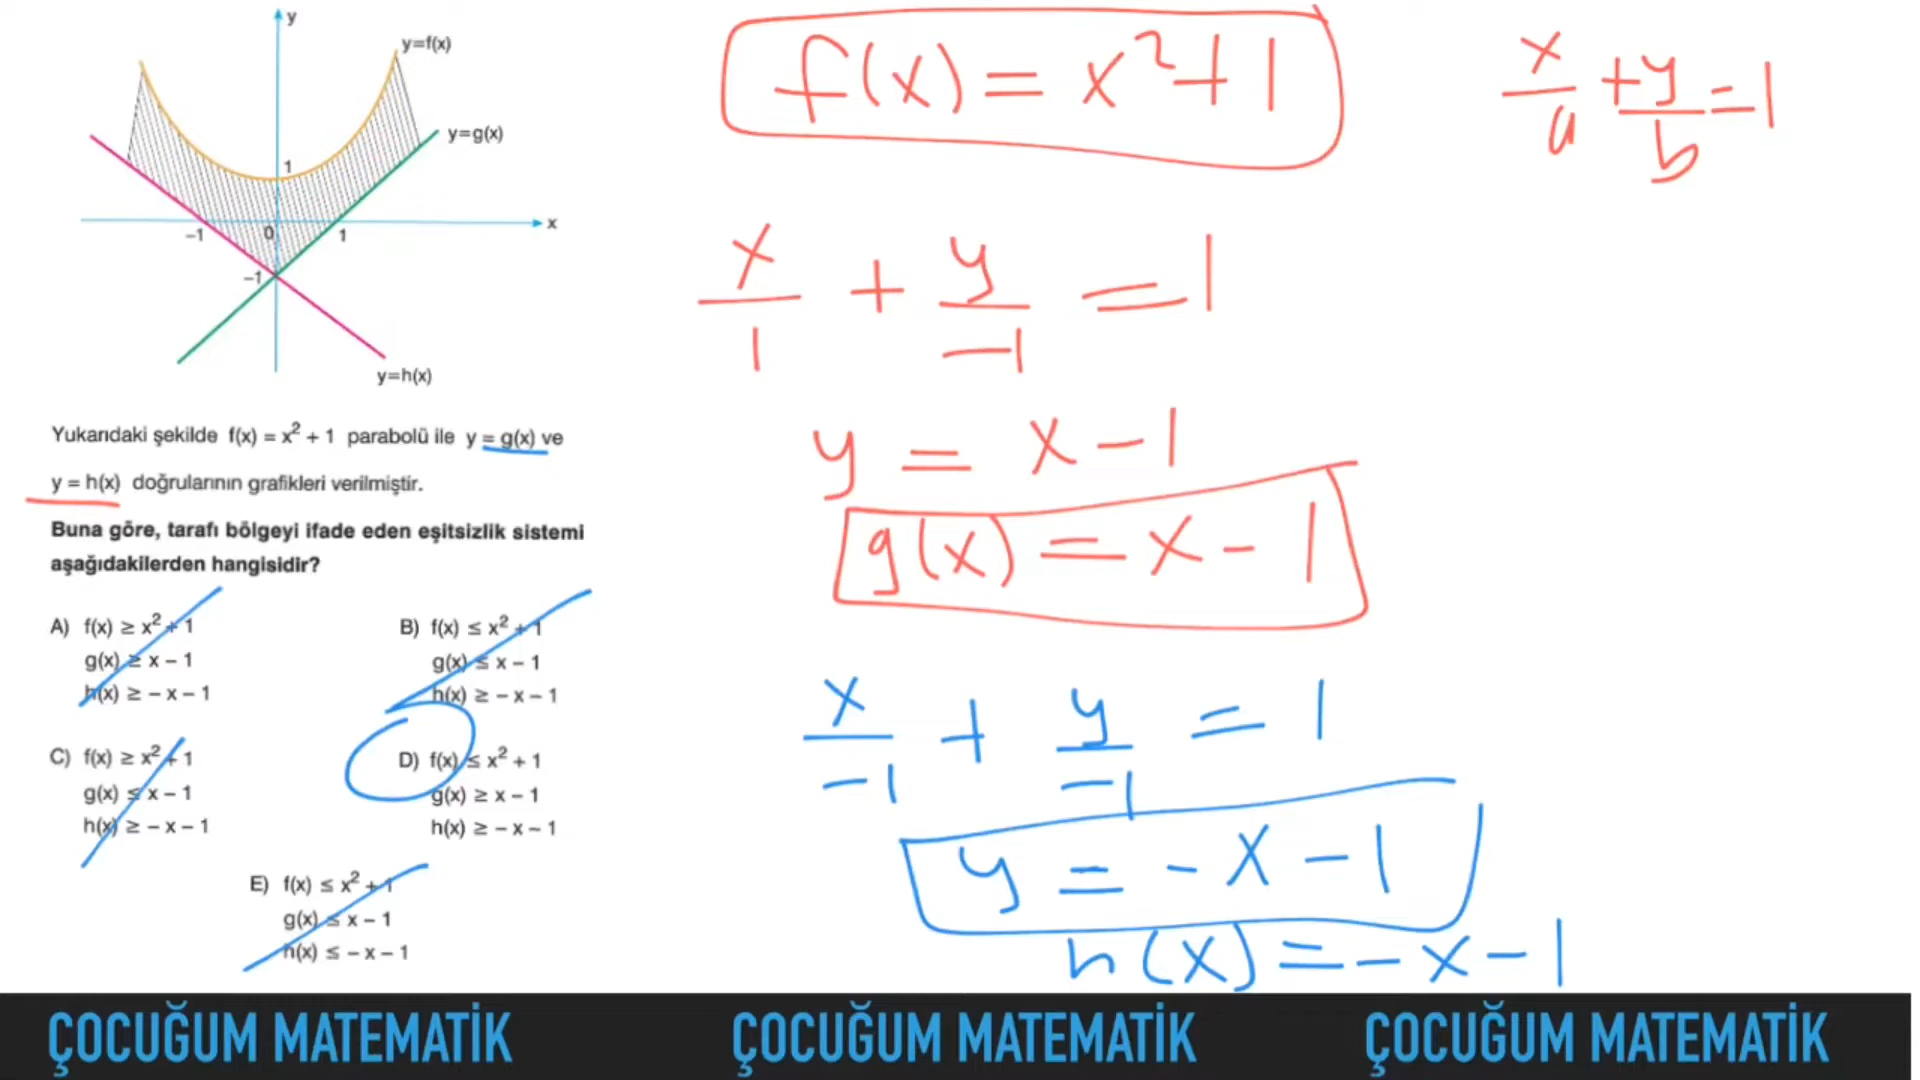 y
y=f(x)
y=g(x)
1
x
-1
0
1
-1
y=h(x)
Yukarıdaki şekilde f(x) = x² + 1 parabolü ile y = g(x) ve
y = h(x) doğrularının grafikleri verilmiştir.
Buna göre, tarafı bölgeyi ifade eden eşitsizlik sistemi
aşağıdakilerden hangisidir?
A) f(x) ≥ x² + 1
g(x) ≥ x – 1
h(x) ≥ – x – 1
B) f(x) ≤ x² + 1
g(x) ≤ x – 1
h(x) ≥ – x – 1
C) f(x) ≥ x² + 1
g(x) ≤ x – 1
h(x) ≥ – x – 1
D) f(x) ≤ x² + 1
g(x) ≥ x – 1
h(x) ≥ – x – 1
E) f(x) ≤ x² + 1
g(x) ≤ x – 1
h(x) ≤ – x – 1
f(x) = x² + 1
x/a + y/b = 1
x/1 + y/-1 = 1
y = x - 1
g(x) = x - 1
x/-1 + y/-1 = 1
y = -x - 1
h(x) = -x - 1
ÇOCUĞUM MATEMATİK ÇOCUĞUM MATEMATİK ÇOCUĞUM MATEMATİK